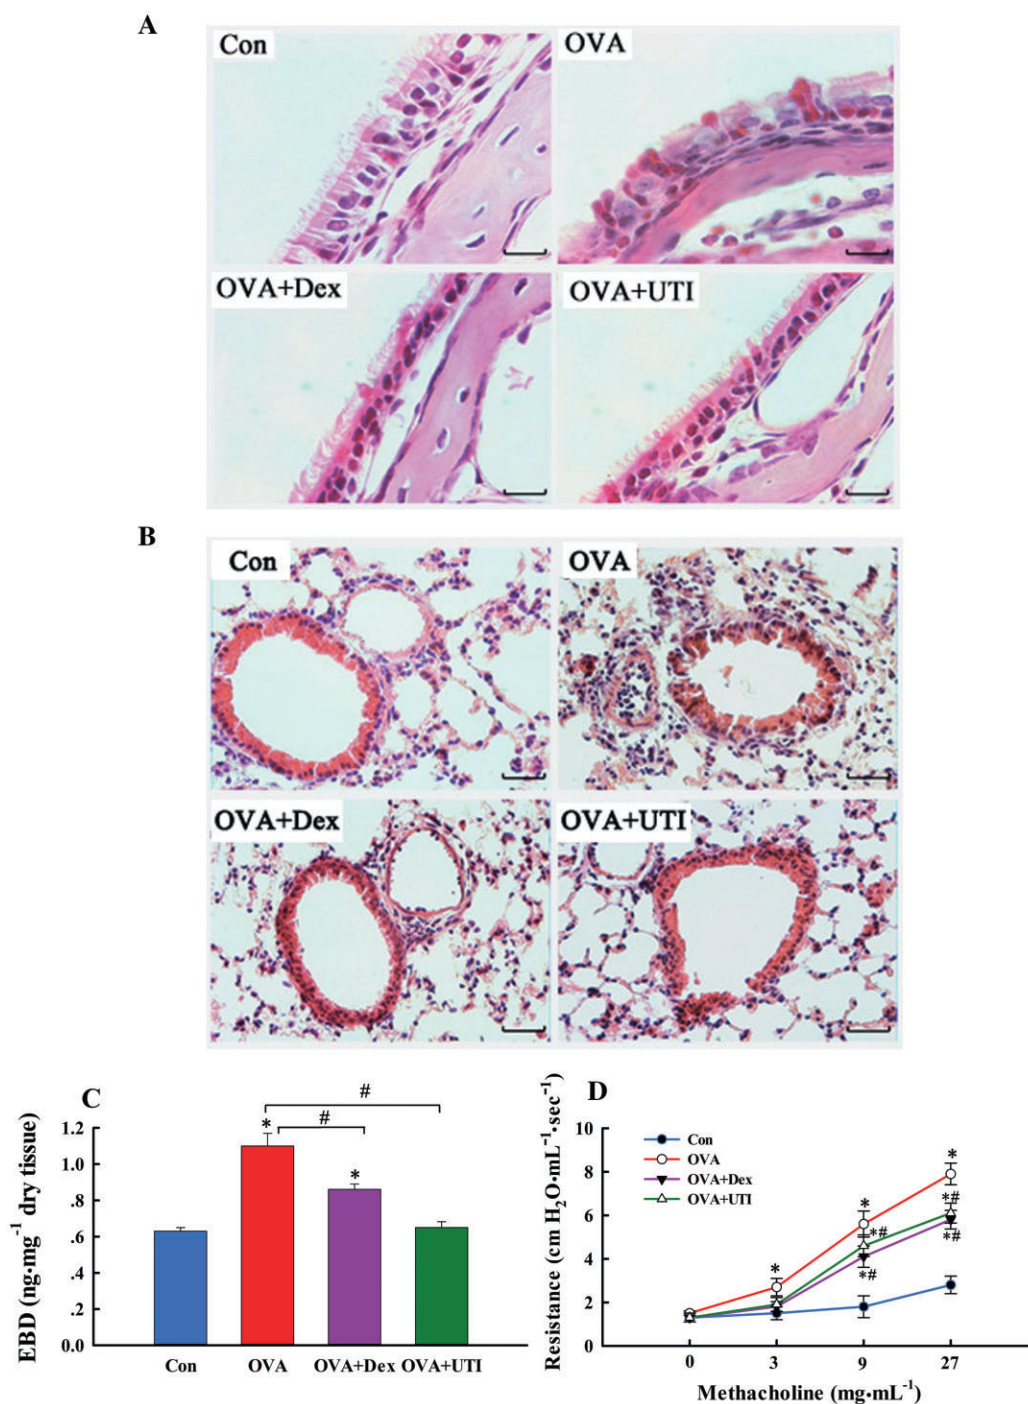 A
Con
OVA
OVA+Dex
OVA+UTI
B
Con
OVA
OVA+Dex
OVA+UTI
C
EBD (ng•mg⁻¹ dry tissue)
1.2
1.0
.8
.6
.4
.2
0.0
*
#
#
*
Con
OVA
OVA+Dex
OVA+UTI
D
Resistance (cm H₂O•mL⁻¹•sec⁻¹)
10
8
6
4
2
0
Con
OVA
OVA+Dex
OVA+UTI
*
*
*#
*#
*
*#
*#
0
3
9
27
Methacholine (mg•mL⁻¹)